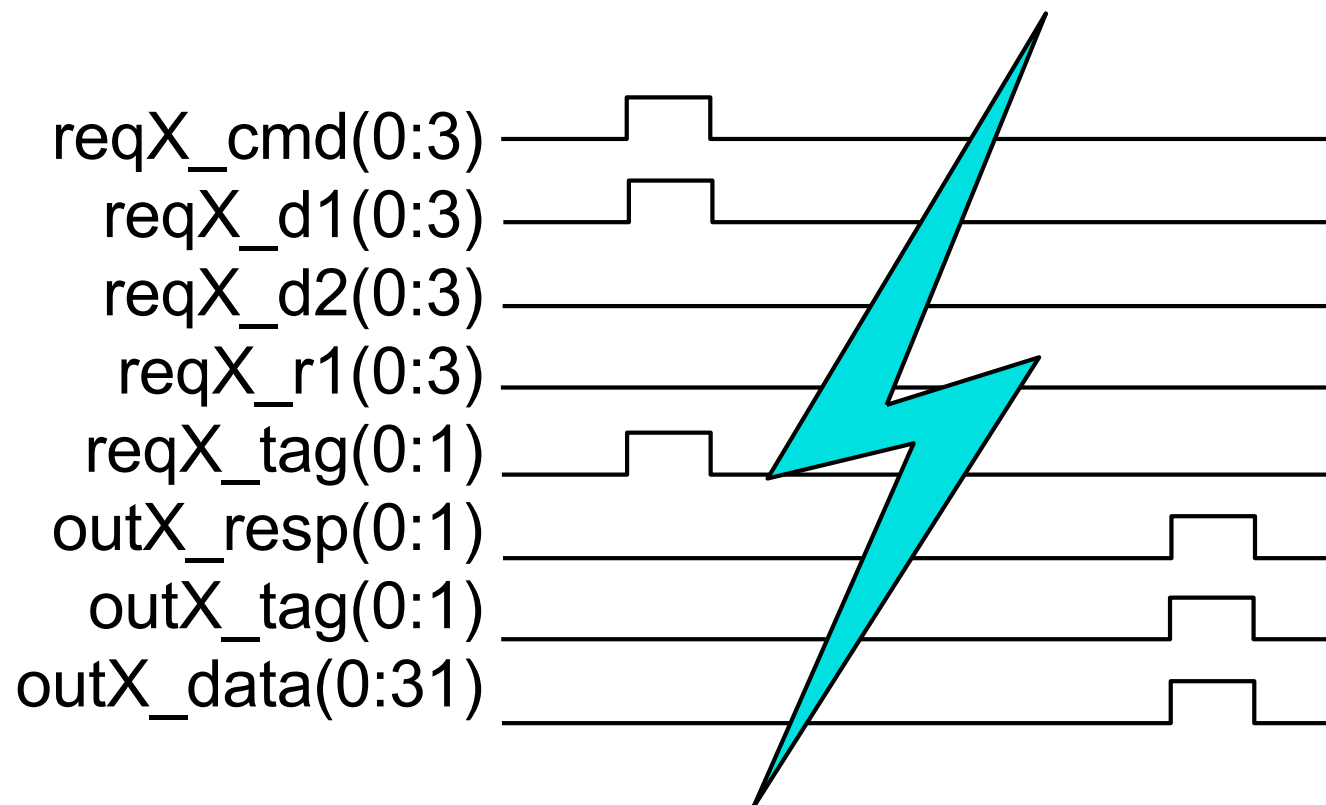 reqX_cmd(0:3)
reqX_d1(0:3)
reqX_d2(0:3)
reqX_r1(0:3)
reqX_tag(0:1)
outX_resp(0:1)
outX_tag(0:1)
outX_data(0:31)